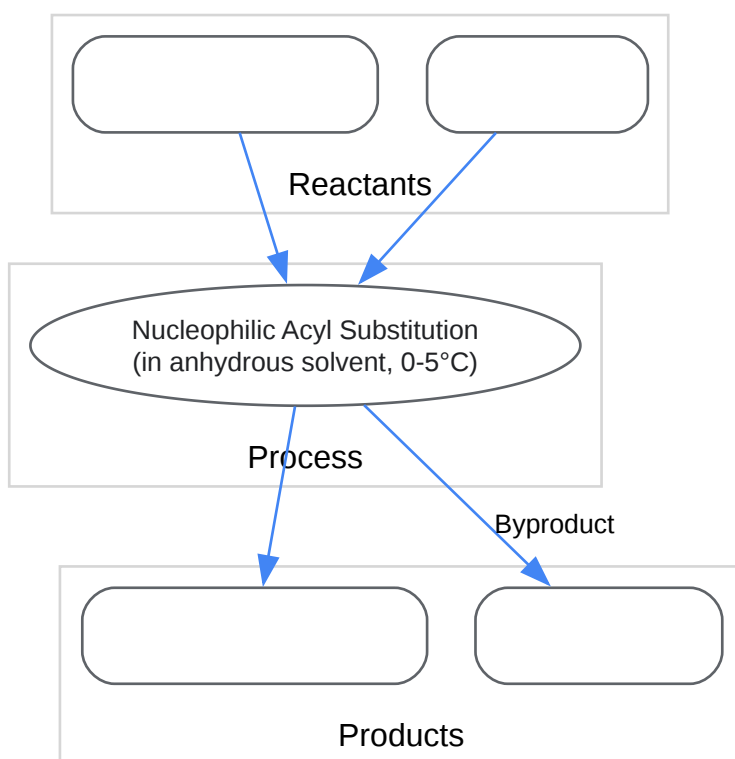 Reactants
Nucleophilic Acyl Substitution
(in anhydrous solvent, 0-5°C)
Process
Byproduct
Products